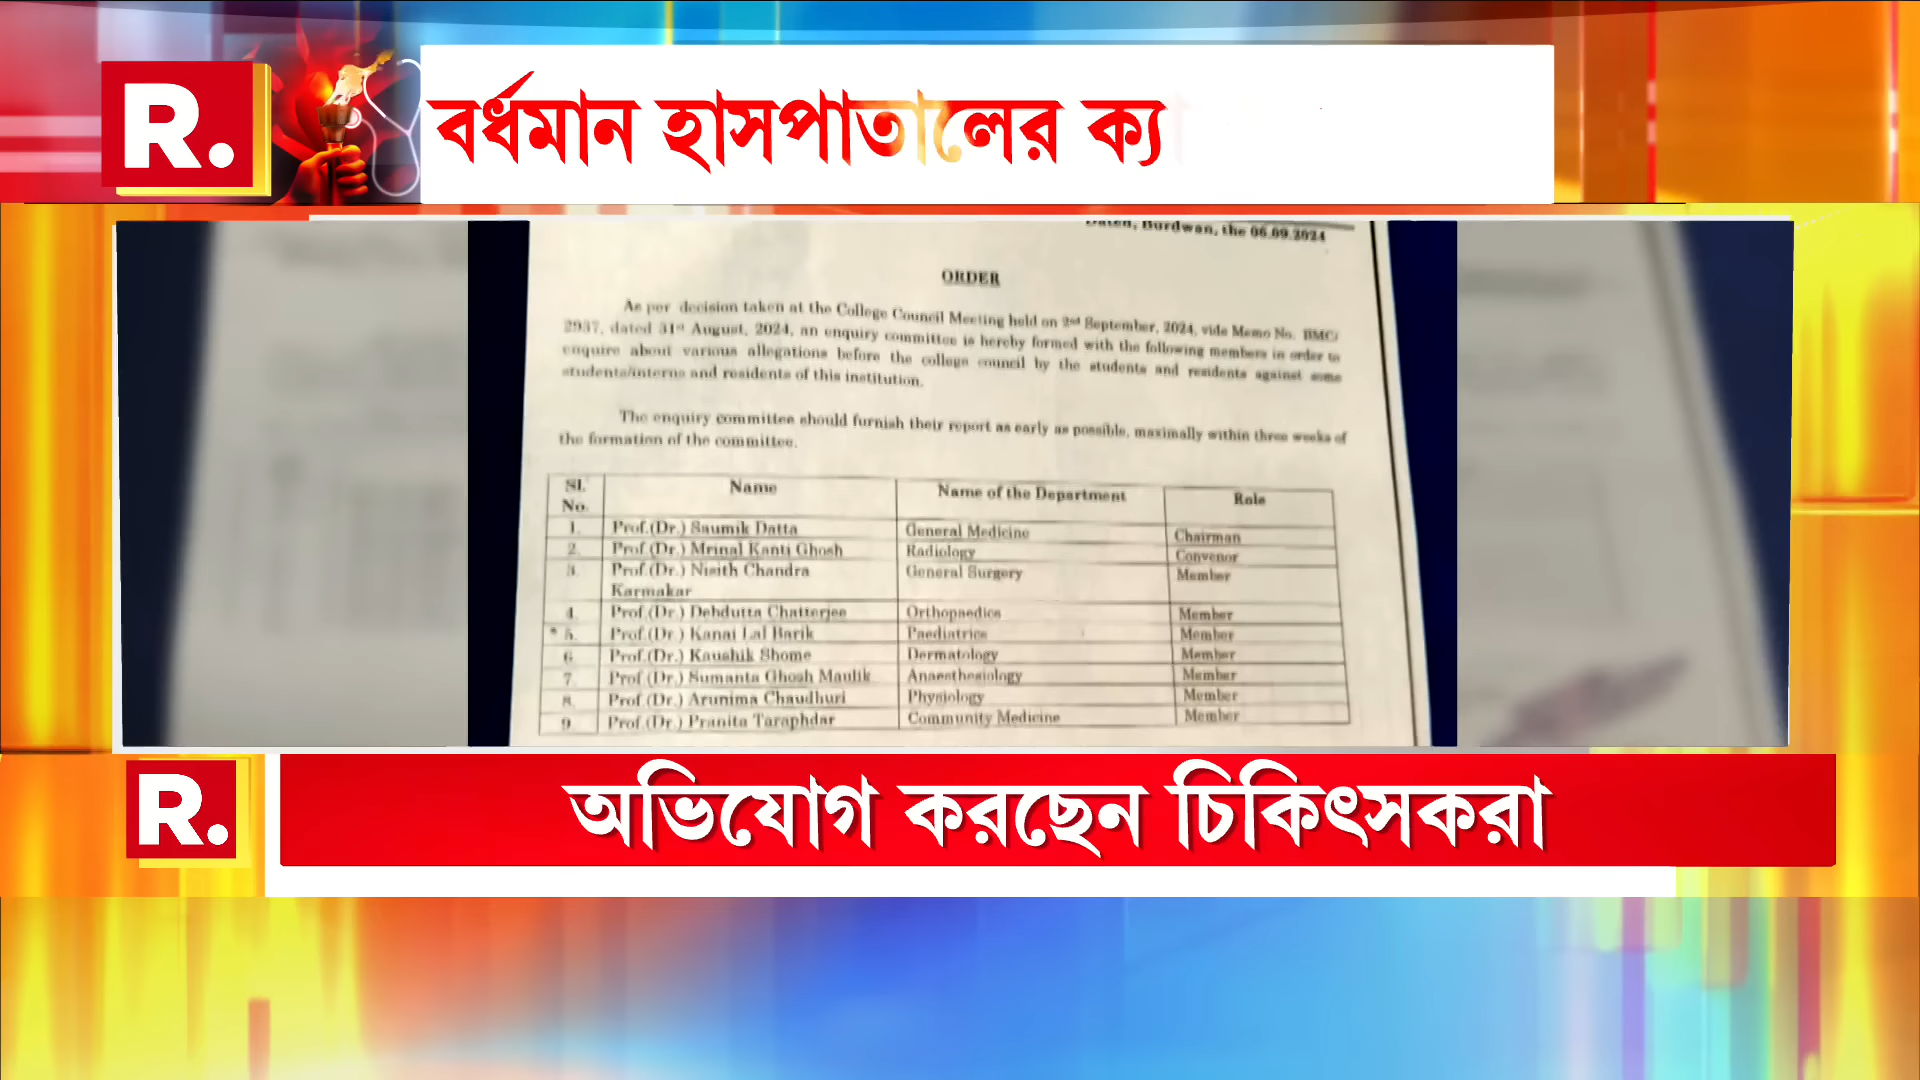 R.
বর্ধমান হাসপাতালের ক্যা
Dated, Burdwan, the 06.09.2024
ORDER
As per decision taken at the College Council Meeting held on 2nd September, 2024, vide Memo No. BMC/
2937, dated 31st August, 2024, an enquiry committee is hereby formed with the following members in order to
enquire about various allegations before the college council by the students and residents against some
students/interns and residents of this institution.
The enquiry committee should furnish their report as early as possible, maximally within three weeks of
the formation of the committee.
Sl. No. Name Name of the Department Role
1. Prof.(Dr.) Saumik Datta General Medicine Chairman
2. Prof.(Dr.) Mrinal Kanti Ghosh Radiology Convenor
3. Prof.(Dr.) Nisith Chandra Karmakar General Surgery Member
4. Prof.(Dr.) Debdutta Chatterjee Orthopaedics Member
* 5. Prof.(Dr.) Kanai Lal Barik Paediatrics Member
6. Prof.(Dr.) Kaushik Shome Dermatology Member
7. Prof.(Dr.) Sumanta Ghosh Maulik Anaesthesiology Member
8. Prof.(Dr.) Arunima Chaudhuri Physiology Member
9. Prof.(Dr.) Pranita Taraphdar Community Medicine Member
R.
অভিযোগ করছেন চিকিৎসকরা